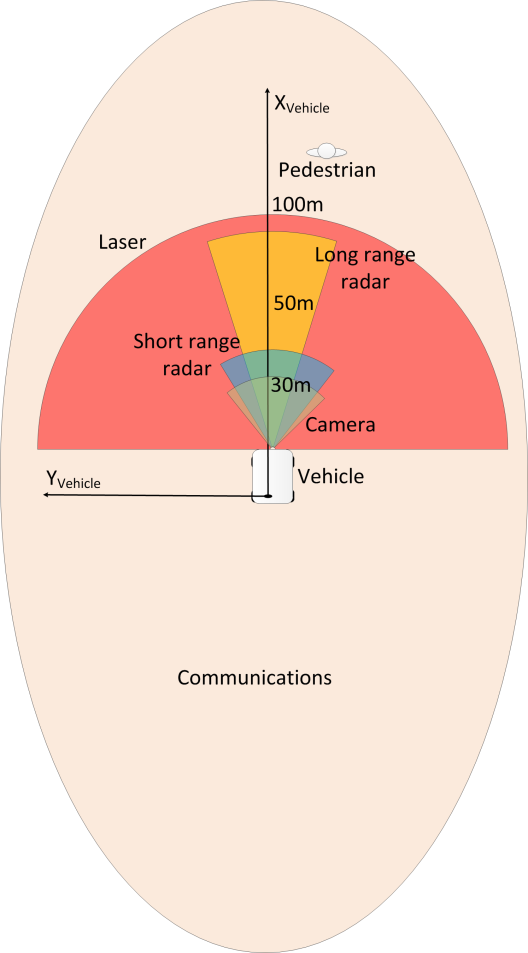 X Vehicle
Pedestrian
100m
Laser
Long range
radar
50m
Short range
radar
30m
Camera
Y Vehicle
Vehicle
Communications